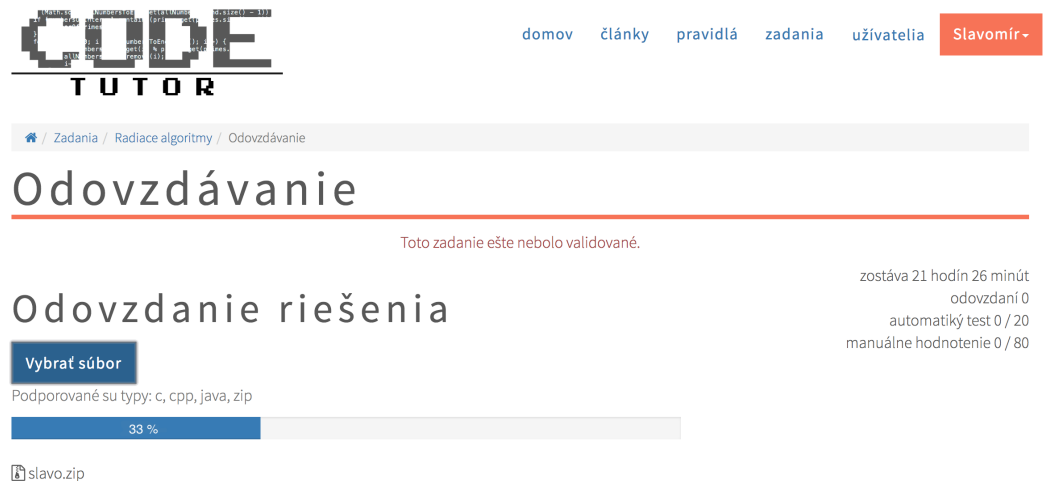 CODE
TUTOR
domov články pravidlá zadania užívatelia Slavomír
/ Zadania / Radiace algoritmy / Odovzdávanie
Odovzdávanie
Toto zadanie ešte nebolo validované.
zostáva 21 hodín 26 minút
odovzdaní 0
automatiký test 0 / 20
manuálne hodnotenie 0 / 80
Odovzdanie riešenia
Vybrať súbor
Podporované su typy: c, cpp, java, zip
33 %
slavo.zip